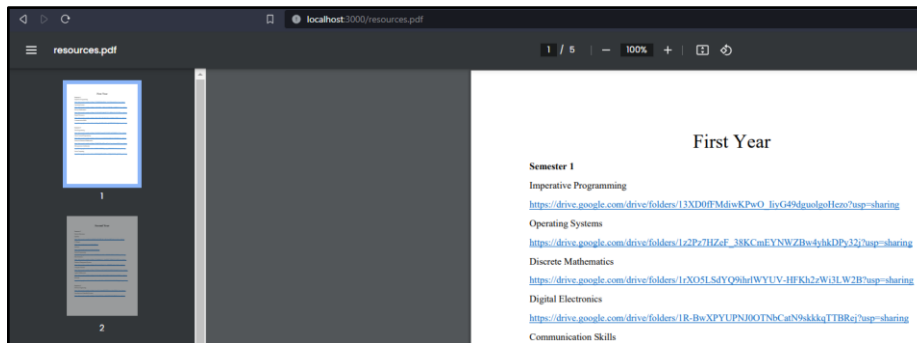 localhost:3000/resources.pdf
resources.pdf
1 / 5
100%
1
2
First Year
Semester 1
Imperative Programming
https://drive.google.com/drive/folders/13XD0fFMdiwKPwO_IiyG49dguolgoHezo?usp=sharing
Operating Systems
https://drive.google.com/drive/folders/1z2Pz7HZeF_38KCmEYNWZBw4yhkDPy32j?usp=sharing
Discrete Mathematics
https://drive.google.com/drive/folders/1rXO5LSdYQ9ihrlWYUV-HFKh2zWi3LW2B?usp=sharing
Digital Electronics
https://drive.google.com/drive/folders/1R-BwXPYUPNJ0OTNbCatN9skkkqTTBRej?usp=sharing
Communication Skills